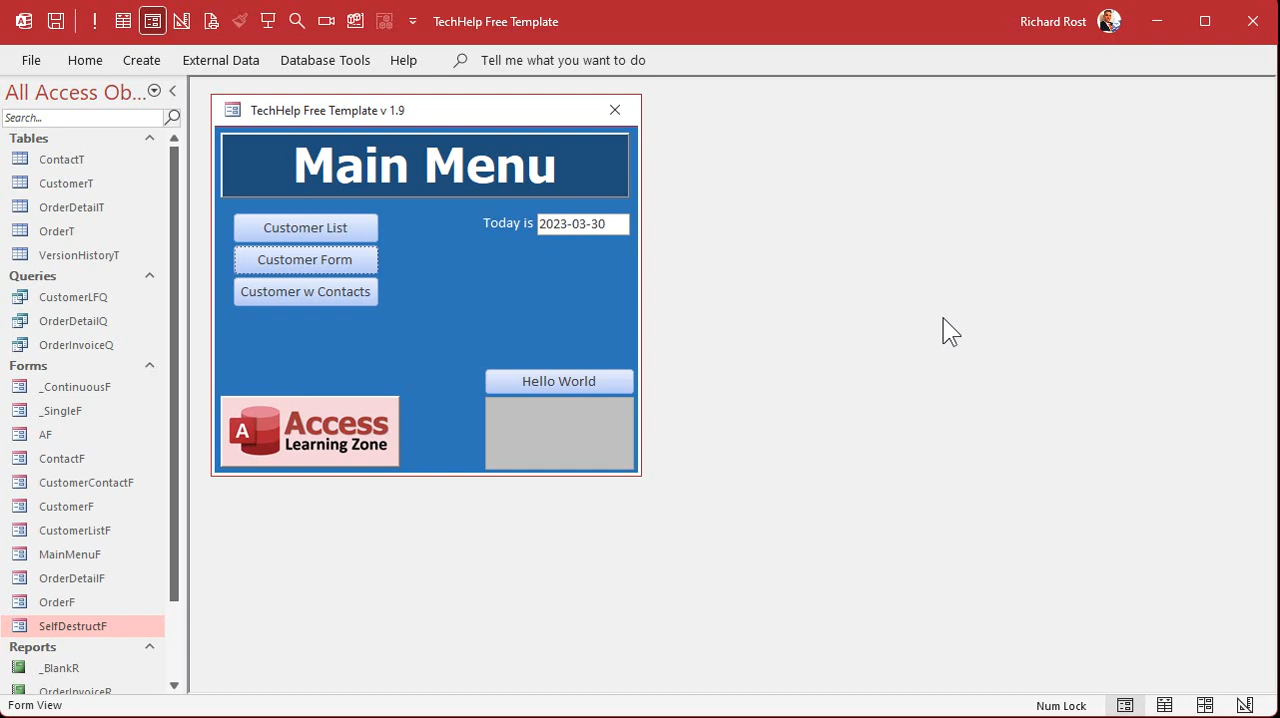 TechHelp Free Template
Richard Rost
File Home Create External Data Database Tools Help Tell me what you want to do
All Access Ob...
Search...
Tables
ContactT
CustomerT
OrderDetailT
OrderT
VersionHistoryT
Queries
CustomerLFQ
OrderDetailQ
OrderInvoiceQ
Forms
_ContinuousF
_SingleF
AF
ContactF
CustomerContactF
CustomerF
CustomerListF
MainMenuF
OrderDetailF
OrderF
SelfDestructF
Reports
_BlankR
OrderInvoiceR
TechHelp Free Template v 1.9
Main Menu
Customer List
Today is 2023-03-30
Customer Form
Customer w Contacts
Hello World
A Access
Learning Zone
Form View
Num Lock